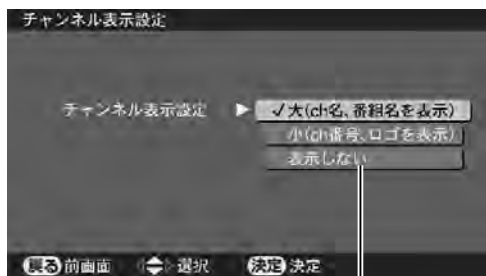 チャンネル表示設定
チャンネル表示設定 ▶ ✓大(ch名、番組名を表示)
小(ch番号、ロゴを表示)
表示しない
戻る 前画面 選択 決定 決定